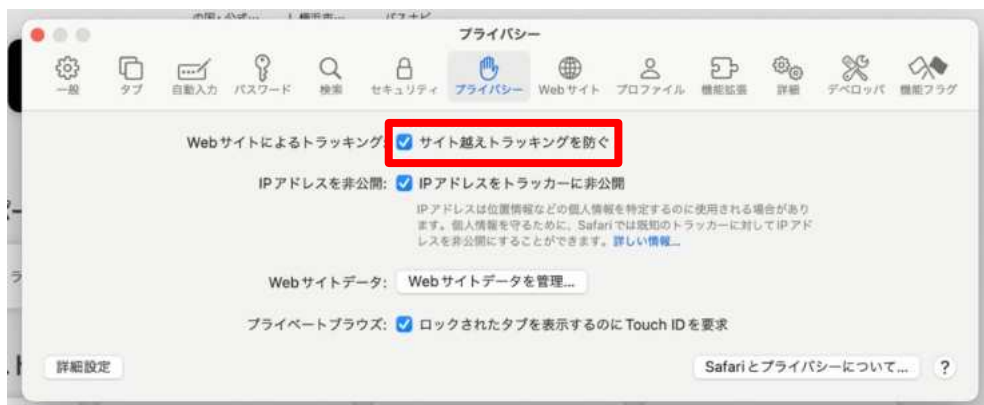 プライバシー
一般
タブ
自動入力
パスワード
検索
セキュリティ
プライバシー
Webサイト
プロファイル
機能拡張
詳細
デベロッパ
機能フラグ
Webサイトによるトラッキング: サイト越えトラッキングを防ぐ
IPアドレスを非公開: IPアドレスをトラッカーに非公開
IPアドレスは位置情報などの個人情報を特定するのに使用される場合があり
ます。個人情報を守るために、Safariでは既知のトラッカーに対してIPアド
レスを非公開にすることができます。詳しい情報...
Webサイトデータ: Webサイトデータを管理...
プライベートブラウズ: ロックされたタブを表示するのにTouch IDを要求
詳細設定
Safariとプライバシーについて...
?